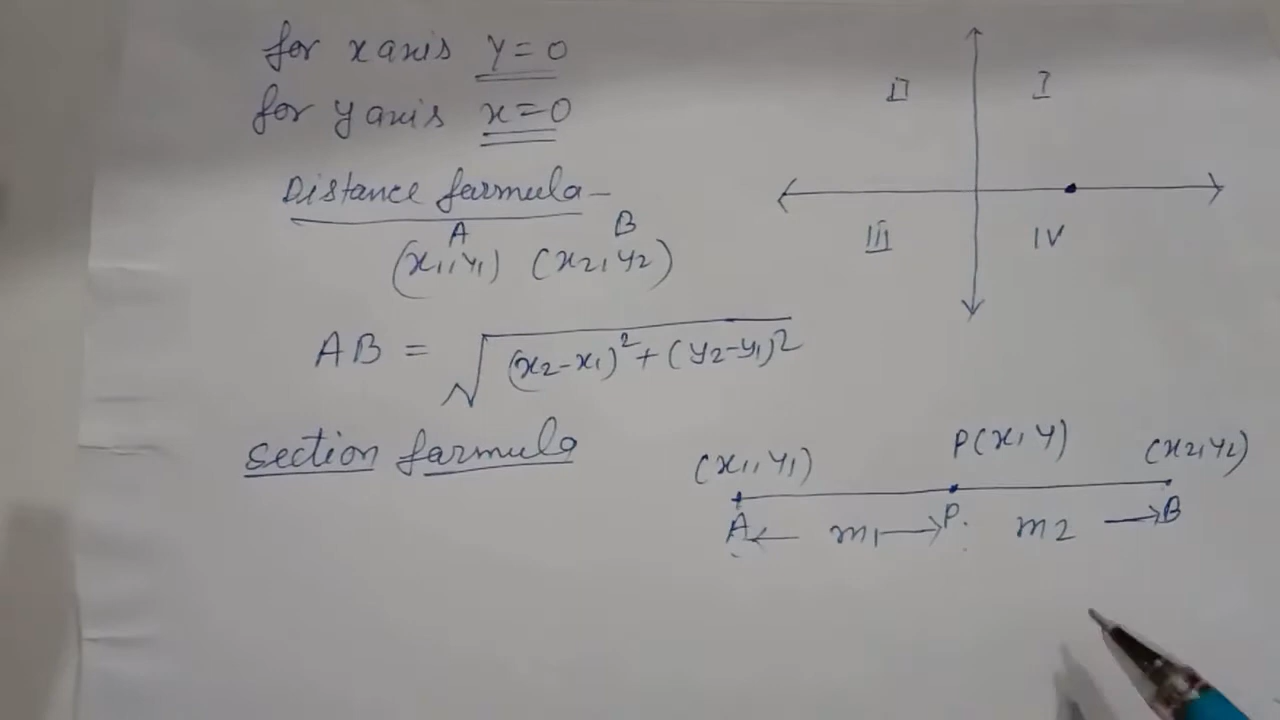 for x axis y=0
for y axis x=0
II I
III IV
Distance farmula-
A B
(x1, y1) (x2, y2)
AB = √(x2-x1)²+(y2-y1)²
section farmula
(x1, y1) P(x, y) (x2, y2)
A ← m1 → P. m2 → B